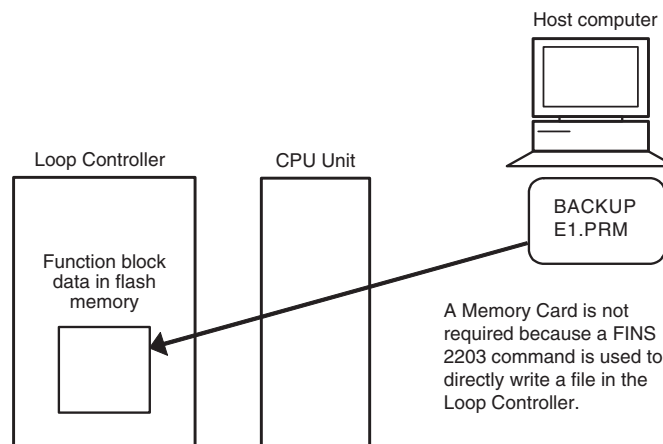 Host computer
Loop Controller
CPU Unit
BACKUP
E1.PRM
Function block
data in flash
memory
A Memory Card is not
required because a FINS
2203 command is used to
directly write a file in the
Loop Controller.